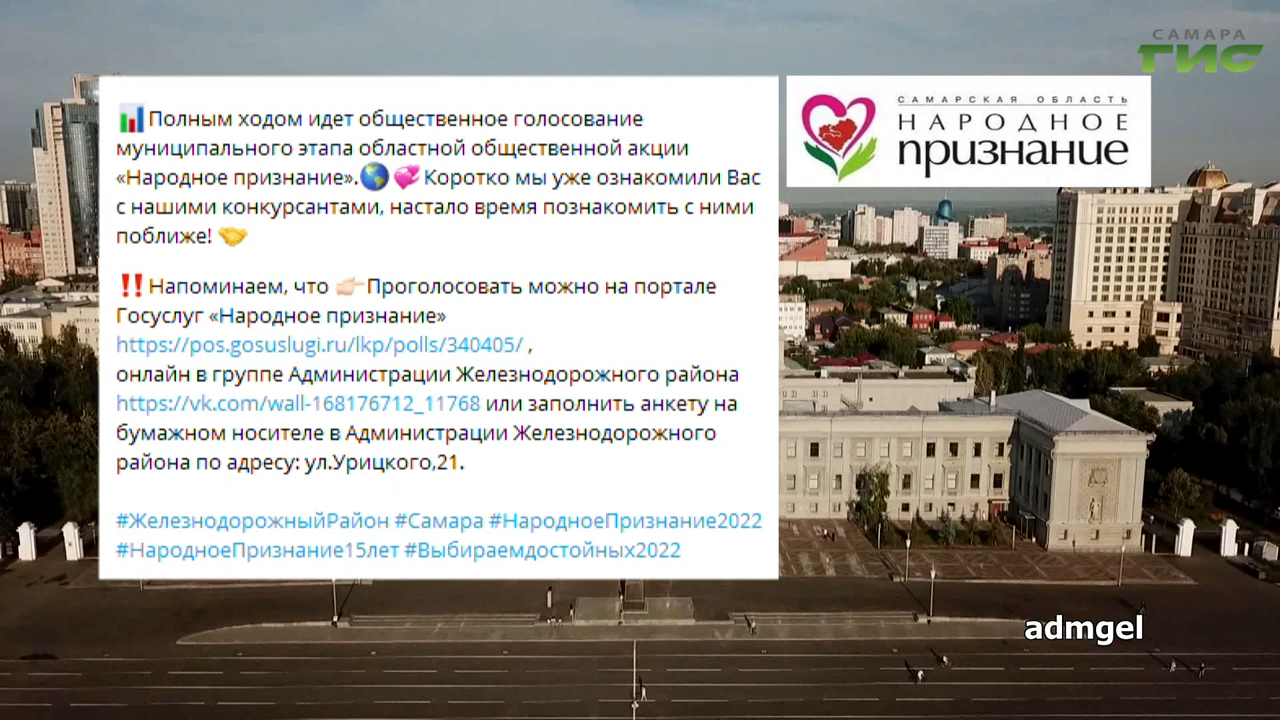 САМАРА
ГИС
Полным ходом идет общественное голосование
муниципального этапа областной общественной акции
«Народное признание». Коротко мы уже ознакомили Вас
с нашими конкурсантами, настало время познакомить с ними
поближе!
‼Напоминаем, что Проголосовать можно на портале
Госуслуг «Народное признание»
https://pos.gosuslugi.ru/lkp/polls/340405/ ,
онлайн в группе Администрации Железнодорожного района
https://vk.com/wall-168176712_11768 или заполнить анкету на
бумажном носителе в Администрации Железнодорожного
района по адресу: ул.Урицкого,21.
#ЖелезнодорожныйРайон #Самара #НародноеПризнание2022
#НародноеПризнание15лет #Выбираемдостойных2022
САМАРСКАЯ ОБЛАСТЬ
НАРОДНОЕ
признание
admgel